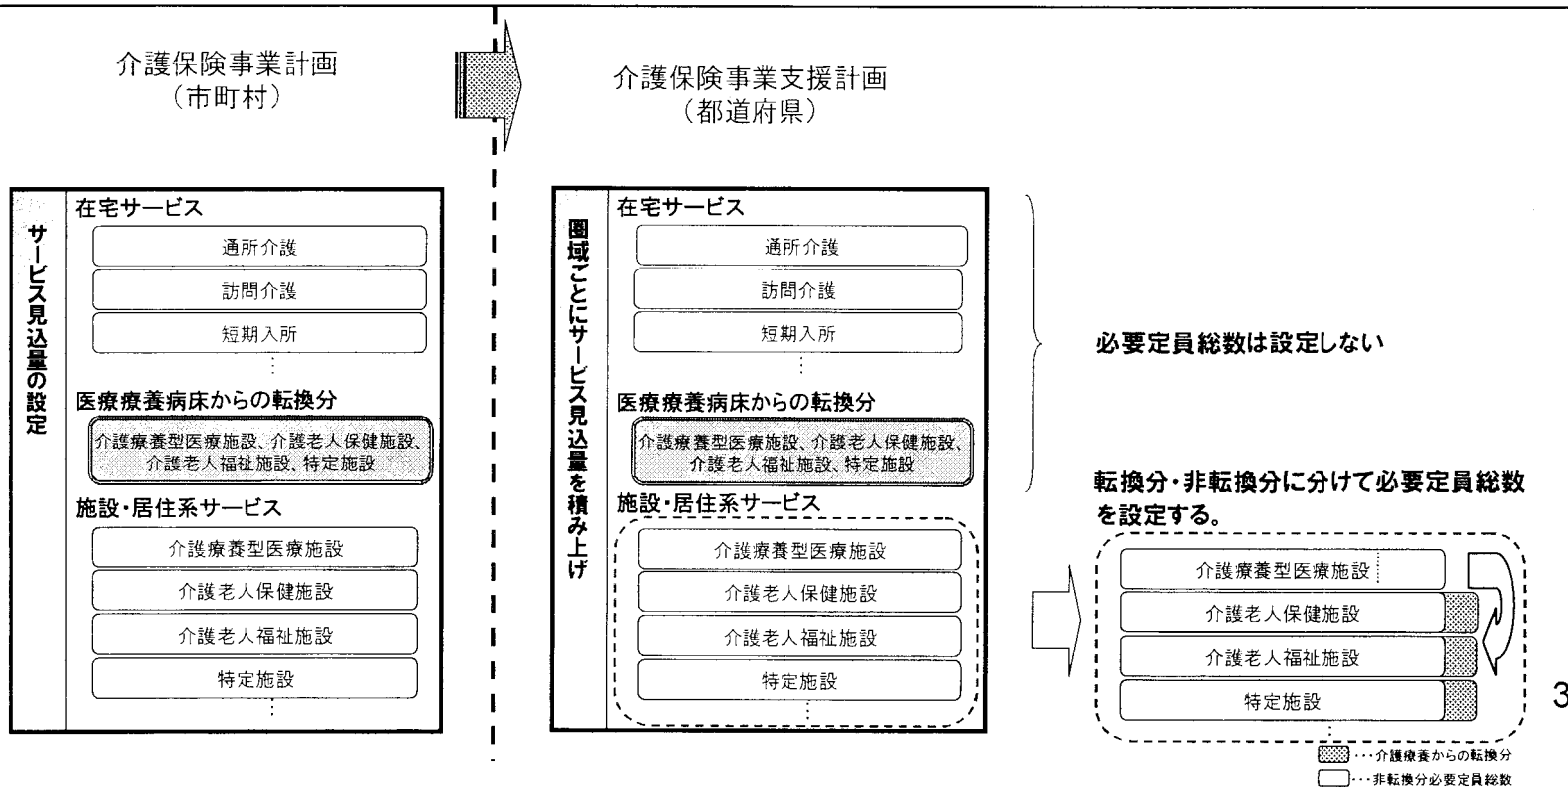 介護保険事業計画
（市町村）
介護保険事業支援計画
（都道府県）
サービス見込量の設定
在宅サービス
通所介護
訪問介護
短期入所
⋮
医療療養病床からの転換分
介護療養型医療施設、介護老人保健施設、
介護老人福祉施設、特定施設
施設・居住系サービス
介護療養型医療施設
介護老人保健施設
介護老人福祉施設
特定施設
⋮
圏域ごとにサービス見込量を積み上げ
在宅サービス
通所介護
訪問介護
短期入所
⋮
医療療養病床からの転換分
介護療養型医療施設、介護老人保健施設、
介護老人福祉施設、特定施設
施設・居住系サービス
介護療養型医療施設
介護老人保健施設
介護老人福祉施設
特定施設
⋮
必要定員総数は設定しない
転換分・非転換分に分けて必要定員総数
を設定する。
介護療養型医療施設
介護老人保健施設
介護老人福祉施設
特定施設
⋮
…介護療養からの転換分
…非転換分必要定員総数
3